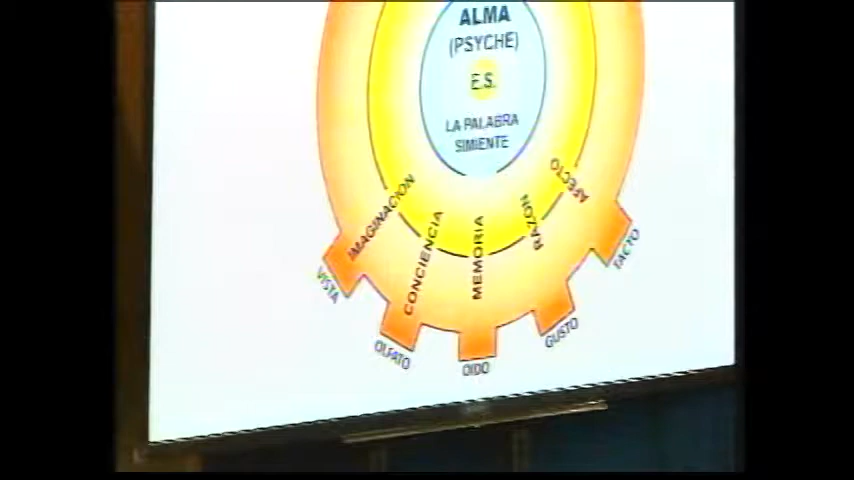 ALMA
(PSYCHE)
E.S.
LA PALABRA
SIMIENTE
IMAGINACION
CONCIENCIA
MEMORIA
RAZON
AFECTO
VISTA
OLFATO
OIDO
GUSTO
TACTO